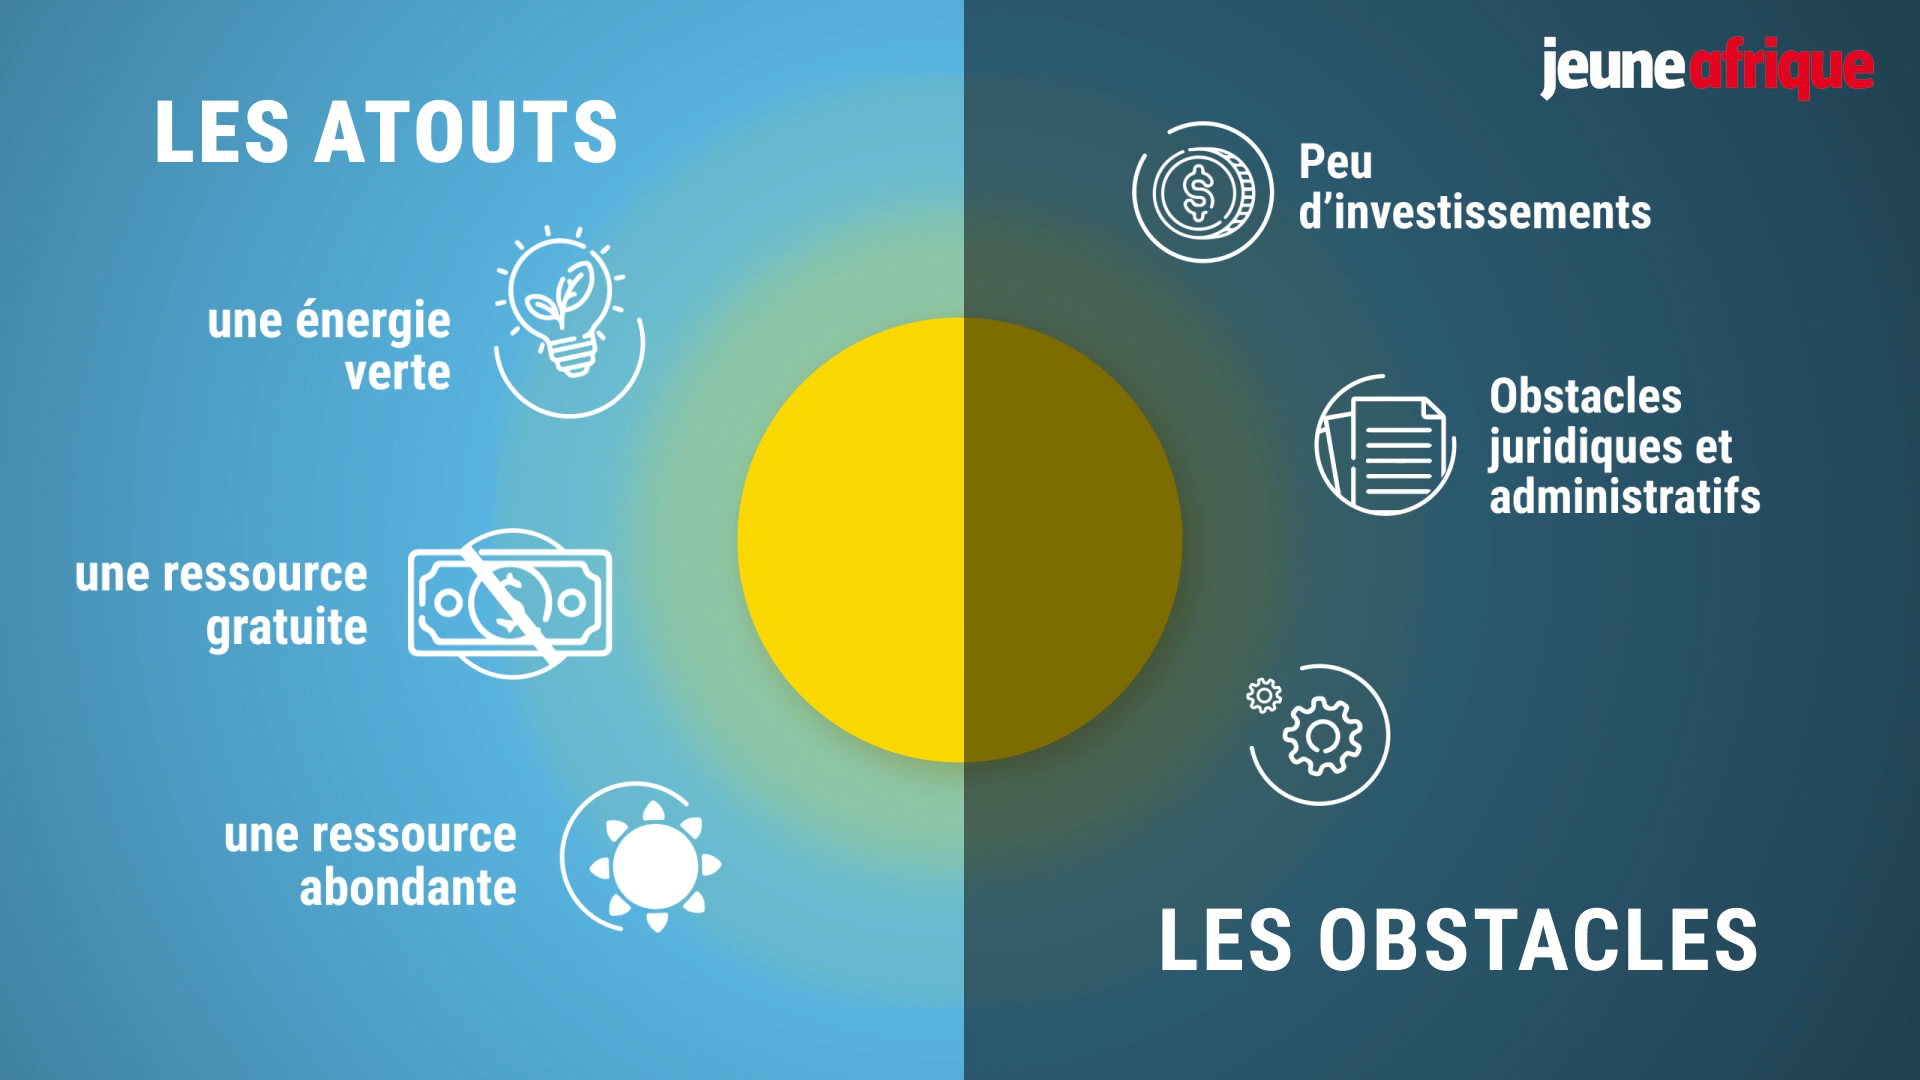 LES ATOUTS
une énergie
verte
une ressource
gratuite
une ressource
abondante
jeuneafrique
Peu
d’investissements
Obstacles
juridiques et
administratifs
LES OBSTACLES